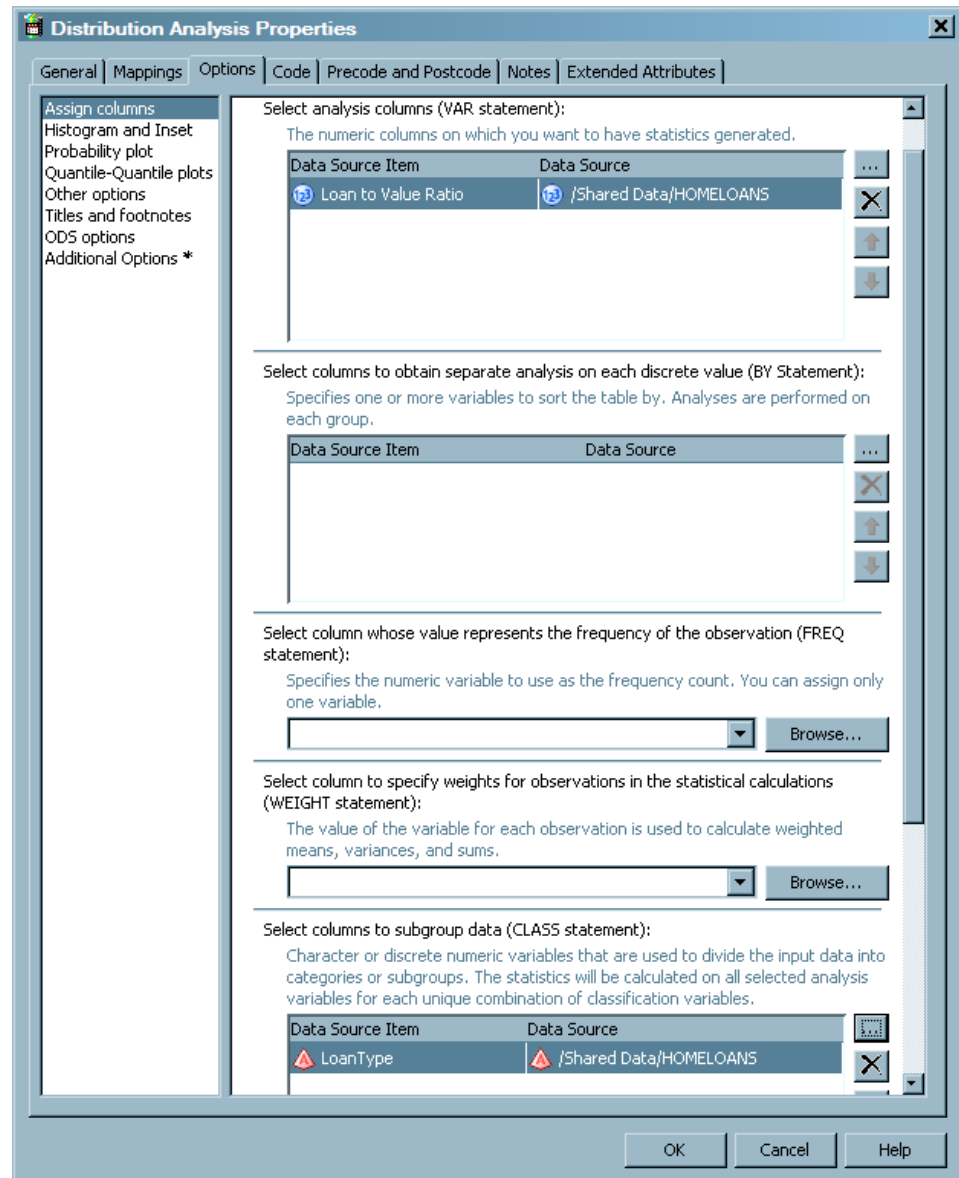 Distribution Analysis Properties
General Mappings Options Code Precode and Postcode Notes Extended Attributes
Assign columns
Histogram and Inset
Probability plot
Quantile-Quantile plots
Other options
Titles and footnotes
ODS options
Additional Options *
Select analysis columns (VAR statement):
The numeric columns on which you want to have statistics generated.
Data Source Item Data Source
...
Loan to Value Ratio /Shared Data/HOMELOANS
Select columns to obtain separate analysis on each discrete value (BY Statement):
Specifies one or more variables to sort the table by. Analyses are performed on
each group.
Data Source Item Data Source
...
Select column whose value represents the frequency of the observation (FREQ
statement):
Specifies the numeric variable to use as the frequency count. You can assign only
one variable.
Browse...
Select column to specify weights for observations in the statistical calculations
(WEIGHT statement):
The value of the variable for each observation is used to calculate weighted
means, variances, and sums.
Browse...
Select columns to subgroup data (CLASS statement):
Character or discrete numeric variables that are used to divide the input data into
categories or subgroups. The statistics will be calculated on all selected analysis
variables for each unique combination of classification variables.
Data Source Item Data Source
...
LoanType /Shared Data/HOMELOANS
OK Cancel Help